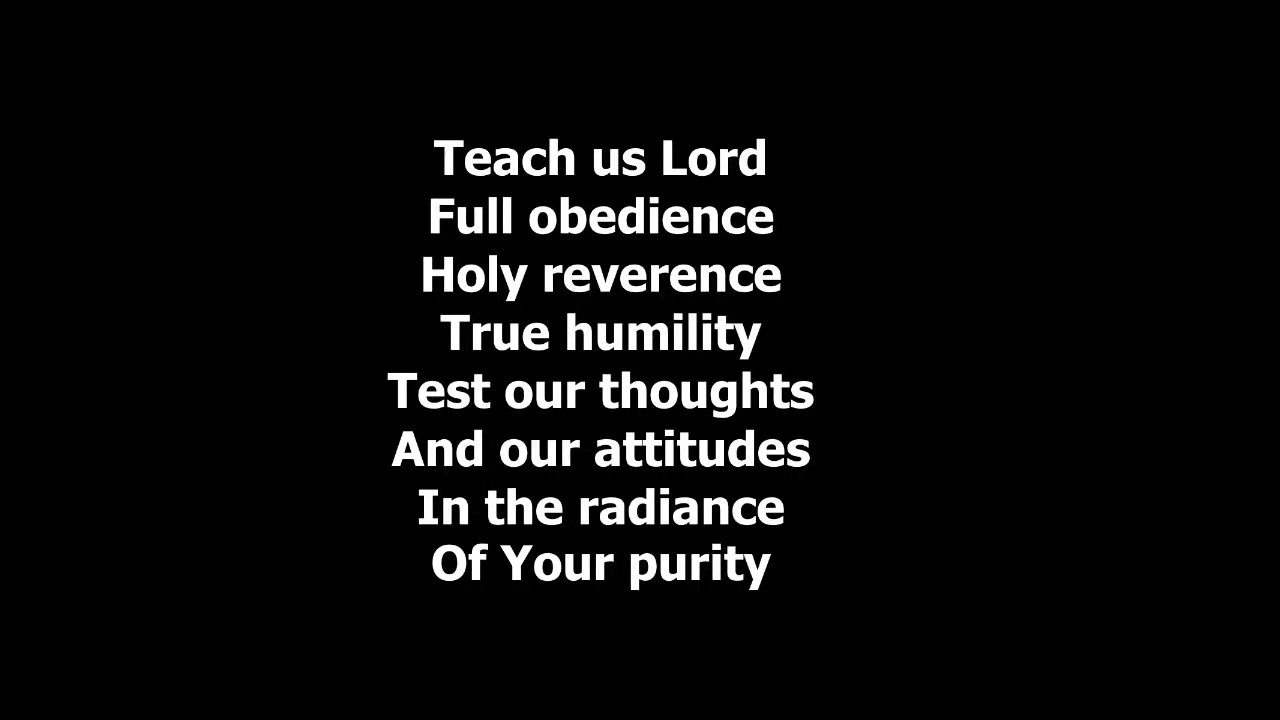 Teach us Lord
Full obedience
Holy reverence
True humility
Test our thoughts
And our attitudes
In the radiance
Of Your purity